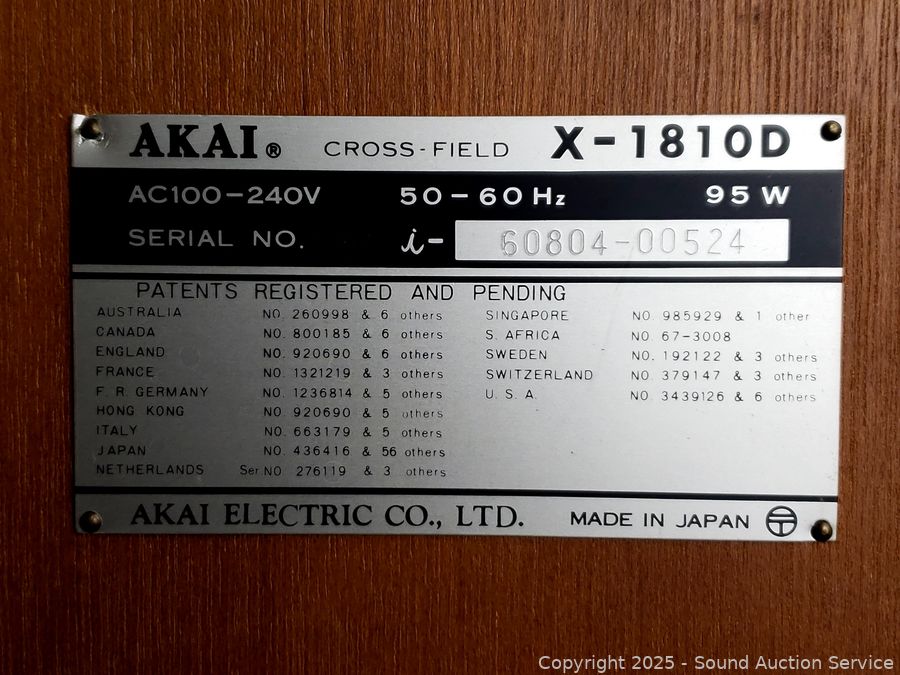 AKAI® CROSS-FIELD X-1810D
AC100-240V 50-60 Hz 95 W
SERIAL NO. i- 60804-00524
PATENTS REGISTERED AND PENDING
AUSTRALIA NO. 260998 & 6 others
CANADA NO. 800185 & 6 others
ENGLAND NO. 920690 & 6 others
FRANCE NO. 1321219 & 3 others
F. R. GERMANY NO. 1236814 & 5 others
HONG KONG NO. 920690 & 5 others
ITALY NO. 663179 & 5 others
JAPAN NO. 436416 & 56 others
NETHERLANDS Ser.NO 276119 & 3 others
SINGAPORE NO. 985929 & 1 other
S. AFRICA NO. 67-3008
SWEDEN NO. 192122 & 3 others
SWITZERLAND NO. 379147 & 3 others
U. S. A. NO. 3439126 & 6 others
AKAI ELECTRIC CO., LTD. MADE IN JAPAN
Copyright 2025 - Sound Auction Service